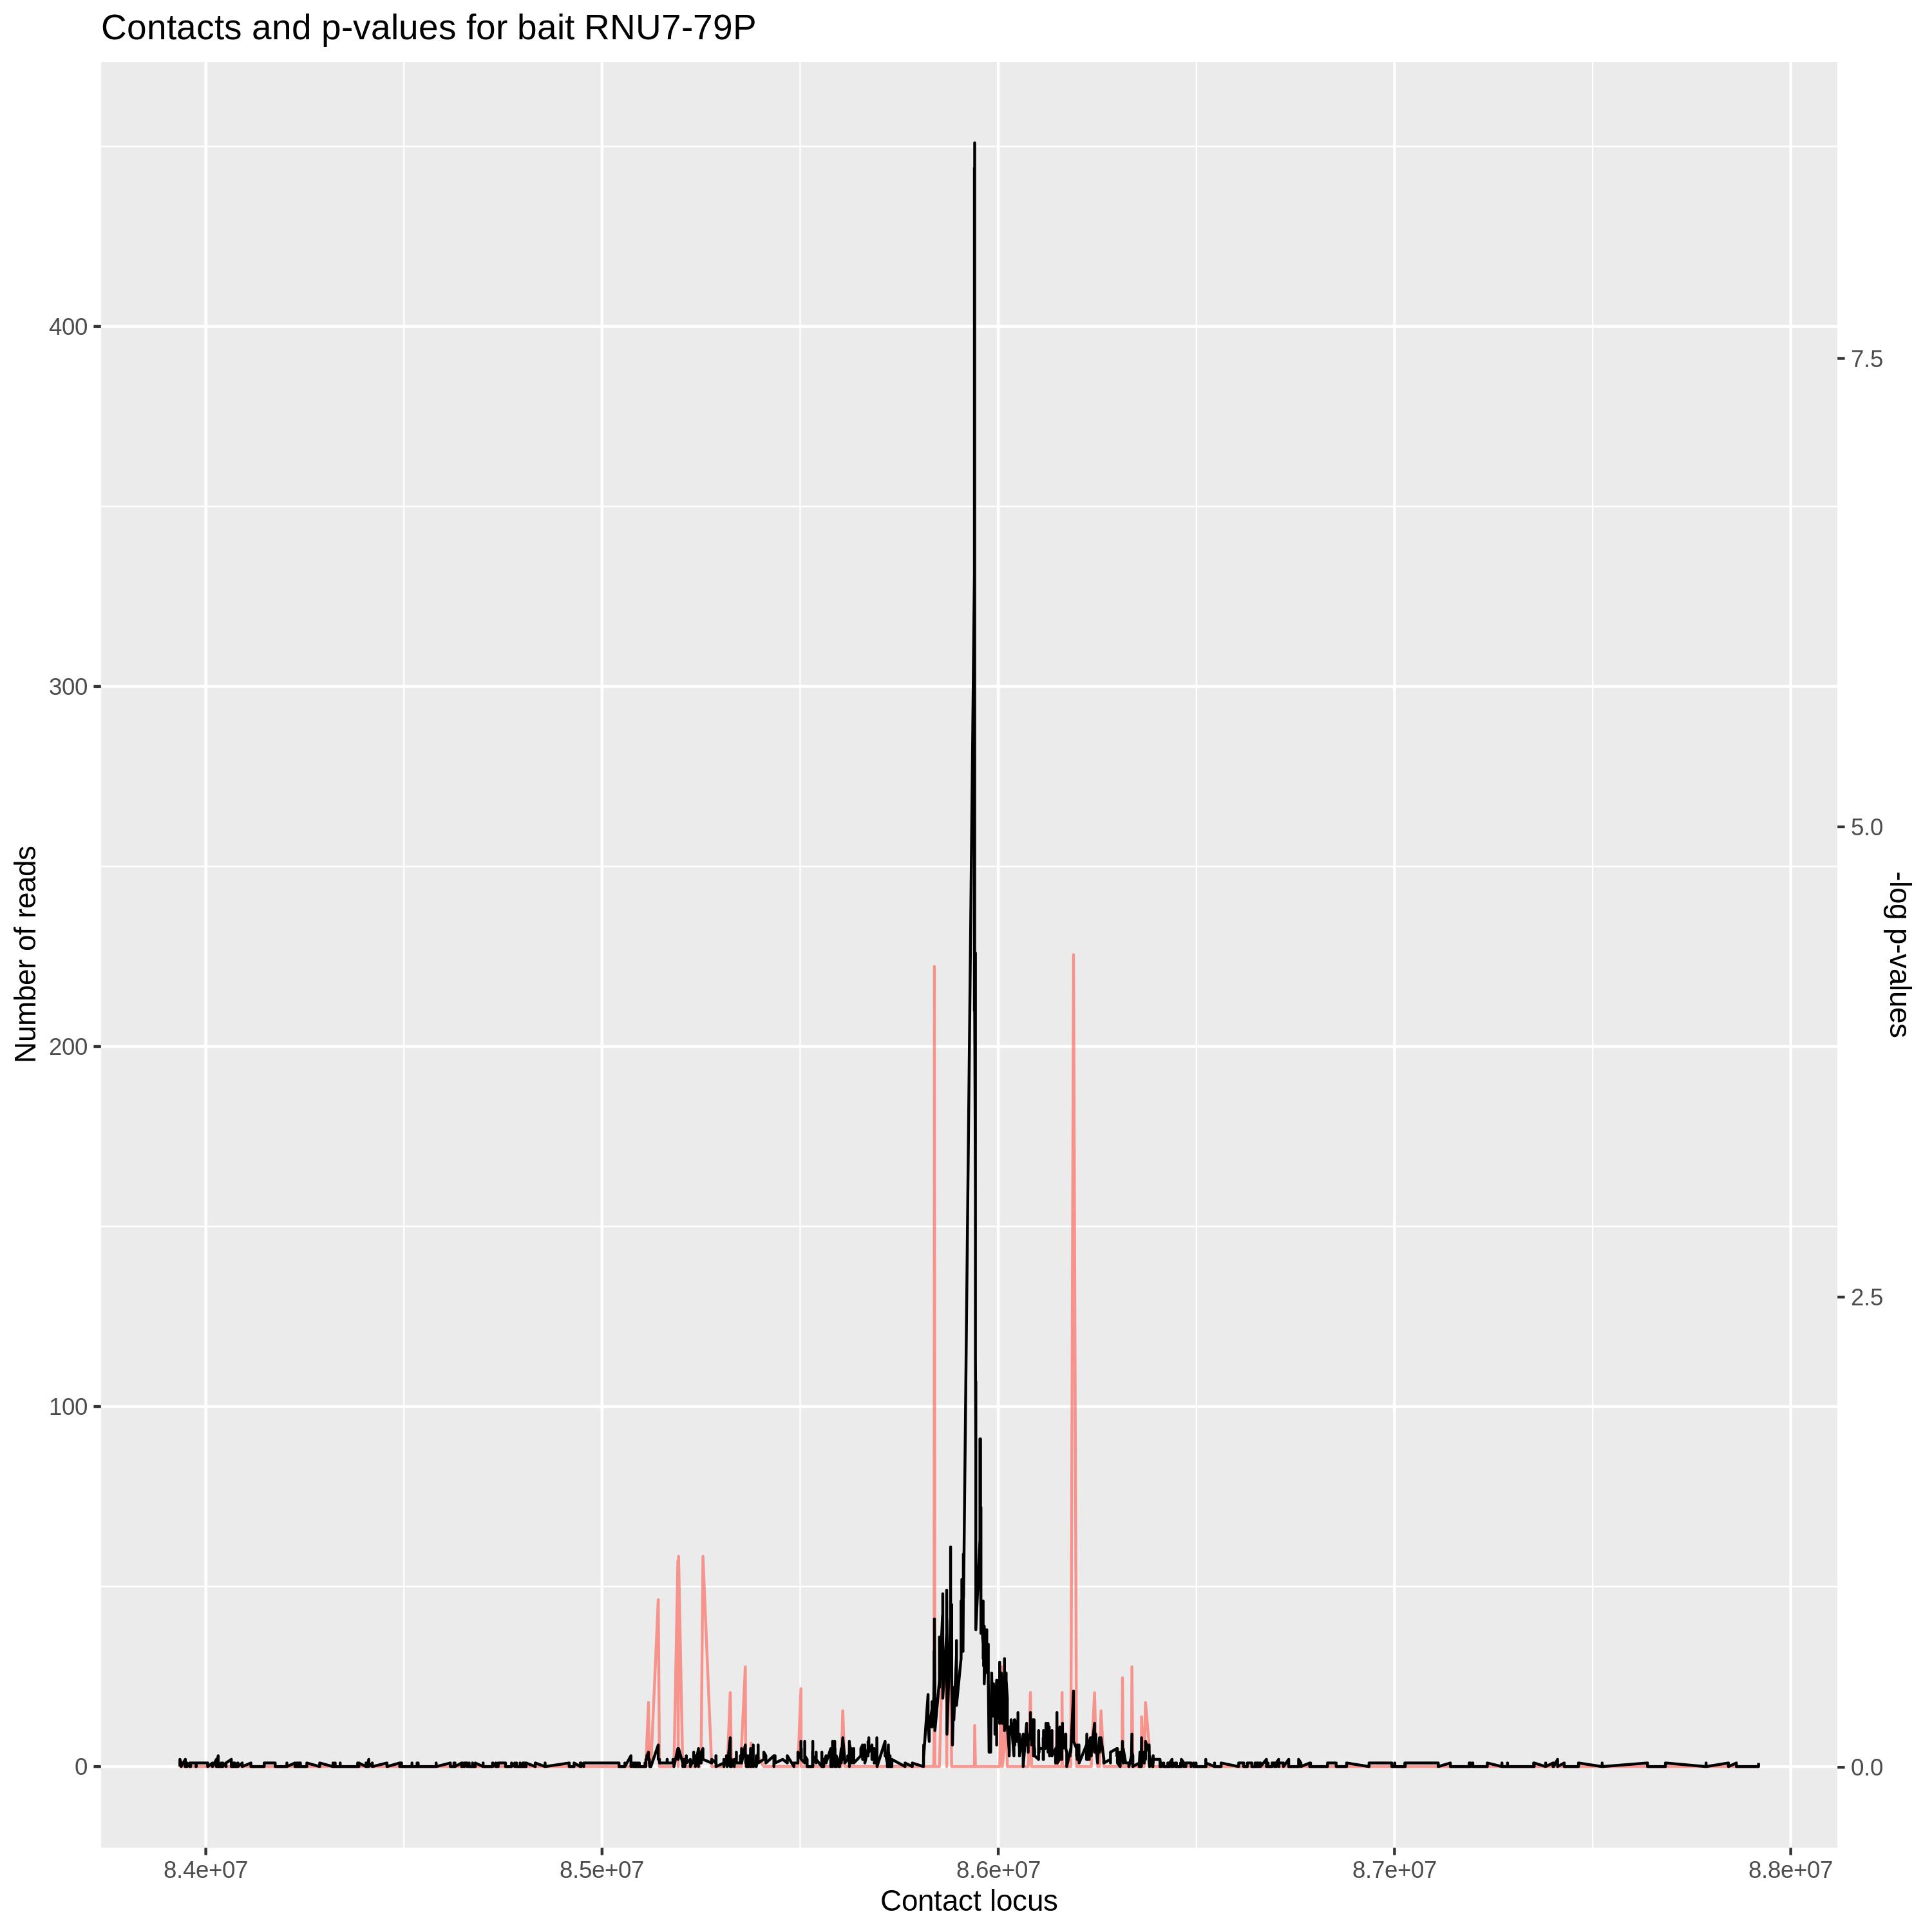 Contacts and p-values for bait RNU7-79P
Number of reads
400
300
200
100
0
7.5
5.0
2.5
0.0
-log p-values
8.4e+07 8.5e+07 8.6e+07 8.7e+07 8.8e+07
Contact locus